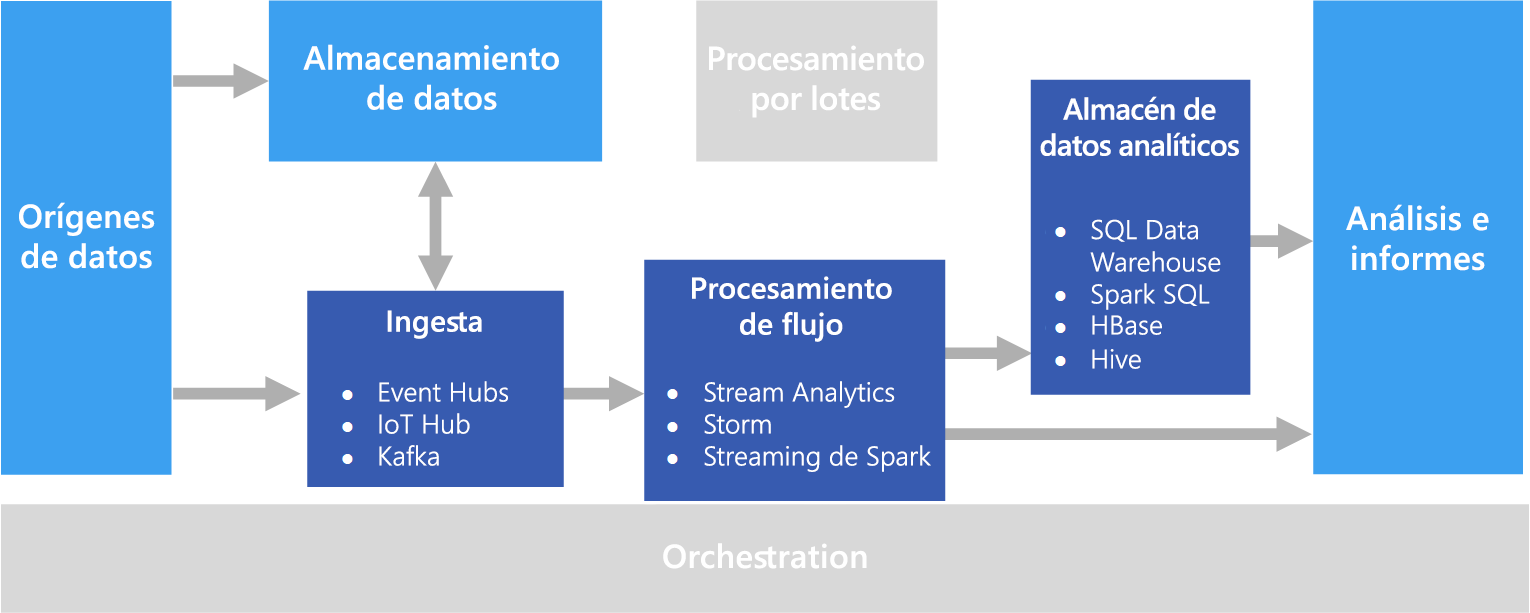 Orígenes
de datos
Almacenamiento
de datos
Procesamiento
por lotes
Almacén de
datos analíticos
● SQL Data
Warehouse
● Spark SQL
● HBase
● Hive
Análisis e
informes
Ingesta
● Event Hubs
● IoT Hub
● Kafka
Procesamiento
de flujo
● Stream Analytics
● Storm
● Streaming de Spark
Orchestration